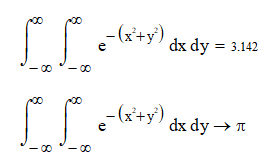 ∫_{-∞}^{∞} ∫_{-∞}^{∞} e^{-(x²+y²)} dx dy = 3.142
∫_{-∞}^{∞} ∫_{-∞}^{∞} e^{-(x²+y²)} dx dy → π